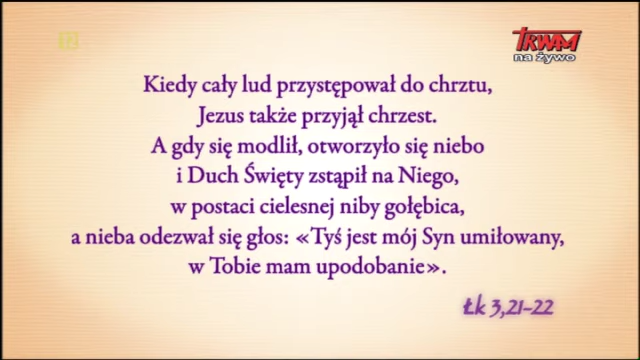 12
TRWAM
na żywo
Kiedy cały lud przystępował do chrztu,
Jezus także przyjął chrzest.
A gdy się modlił, otworzyło się niebo
i Duch Święty zstąpił na Niego,
w postaci cielesnej niby gołębica,
a nieba odezwał się głos: «Tyś jest mój Syn umiłowany,
w Tobie mam upodobanie».
Łk 3,21-22